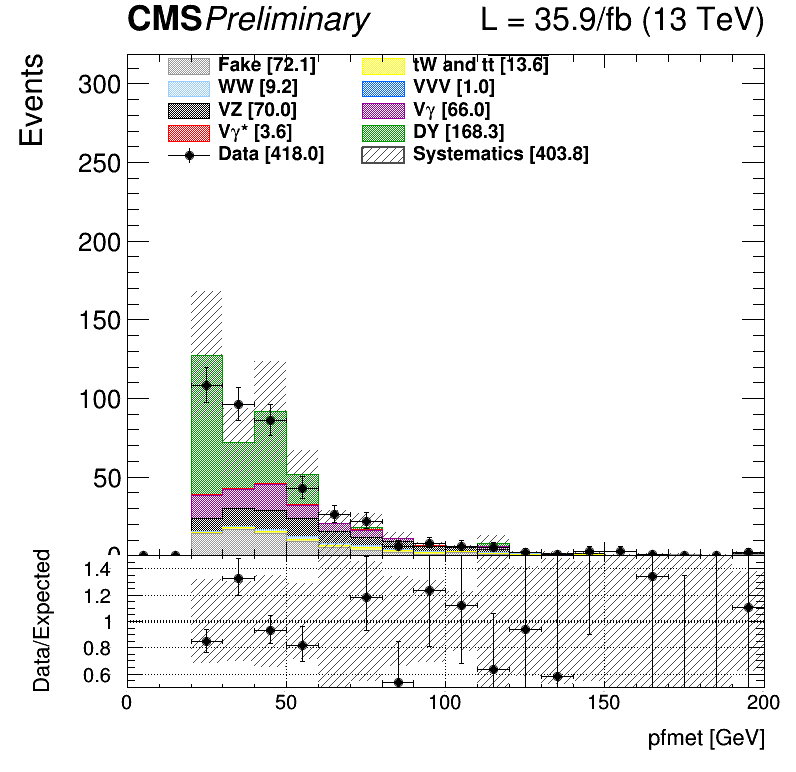 CMS Preliminary L = 35.9/fb (13 TeV)
Events
300
250
200
150
100
50
0
Fake [72.1] tW and tt [13.6]
WW [9.2] VVV [1.0]
VZ [70.0] Vγ [66.0]
Vγ* [3.6] DY [168.3]
Data [418.0] Systematics [403.8]
Data/Expected
1.4
1.2
1
0.8
0.6
0 50 100 150 200
pfmet [GeV]